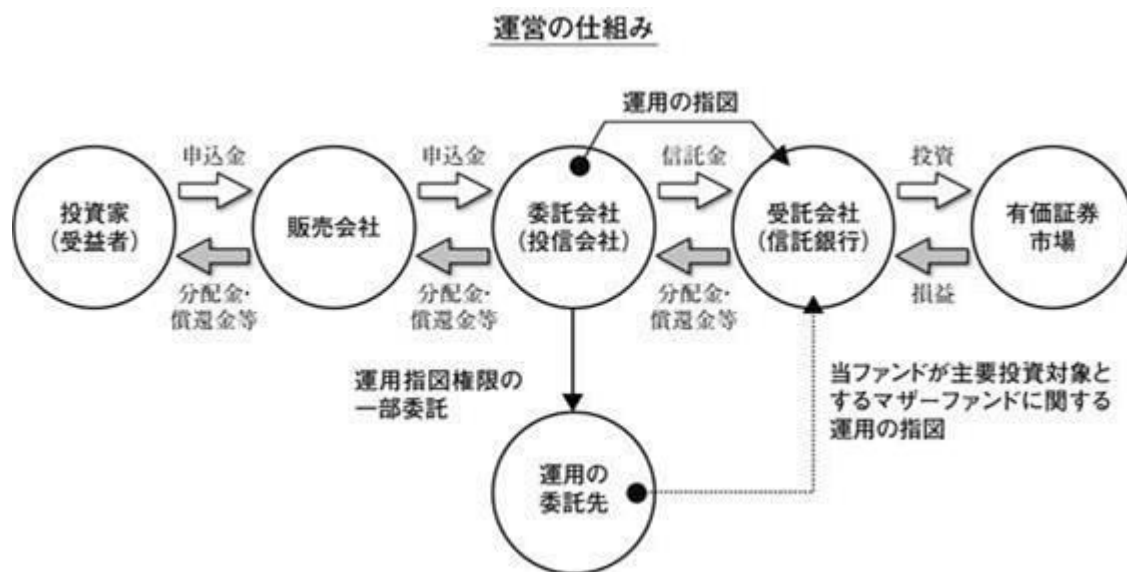 運営の仕組み
運用の指図
申込金
申込金
信託金
投資
投資家
(受益者)
販売会社
委託会社
(投信会社)
受託会社
(信託銀行)
有価証券
市場
分配金・
償還金等
分配金・
償還金等
分配金・
償還金等
損益
運用指図権限の
一部委託
当ファンドが主要投資対象と
するマザーファンドに関する
運用の指図
運用の
委託先